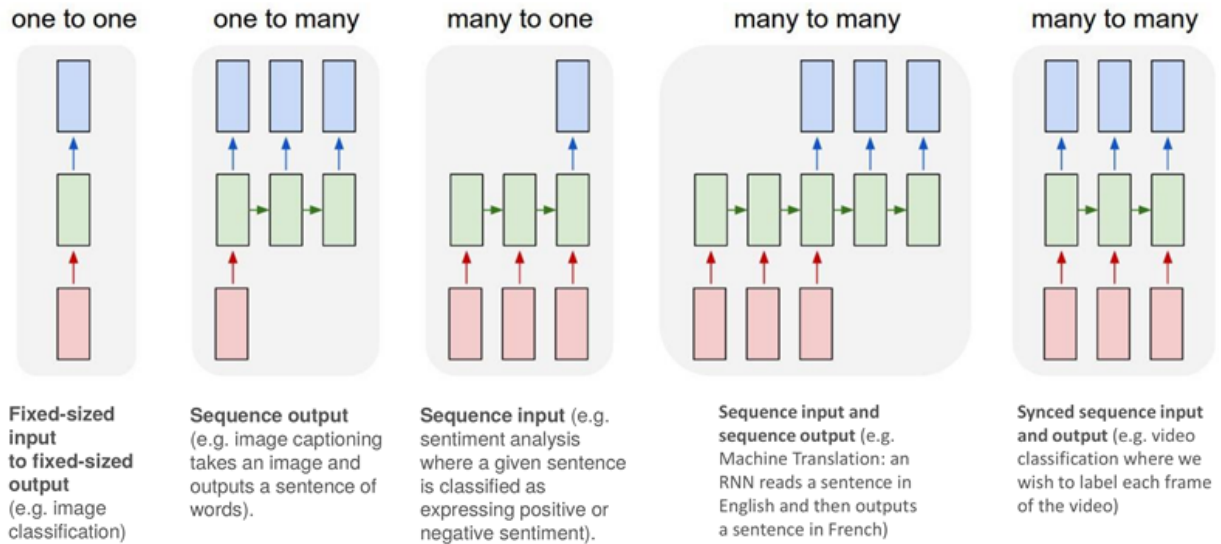 one to one
one to many
many to one
many to many
many to many
Fixed-sized
input
to fixed-sized
output
(e.g. image
classification)
Sequence output
(e.g. image captioning
takes an image and
outputs a sentence of
words).
Sequence input (e.g.
sentiment analysis
where a given sentence
is classified as
expressing positive or
negative sentiment).
Sequence input and
sequence output (e.g.
Machine Translation: an
RNN reads a sentence in
English and then outputs
a sentence in French)
Synced sequence input
and output (e.g. video
classification where we
wish to label each frame
of the video)